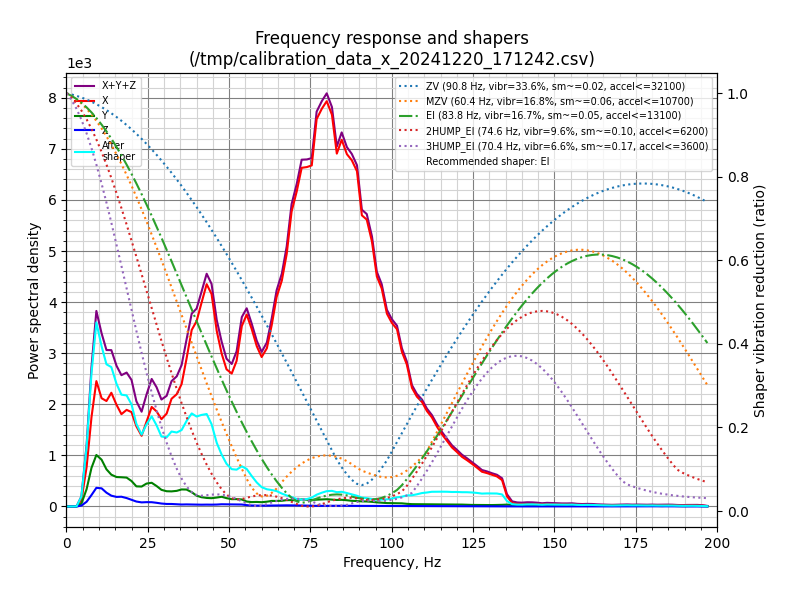 Frequency response and shapers
(/tmp/calibration_data_x_20241220_171242.csv)
1e3
X+Y+Z
X
Y
Z
After
shaper
ZV (90.8 Hz, vibr=33.6%, sm~=0.02, accel<=32100)
MZV (60.4 Hz, vibr=16.8%, sm~=0.06, accel<=10700)
EI (83.8 Hz, vibr=16.7%, sm~=0.05, accel<=13100)
2HUMP_EI (74.6 Hz, vibr=9.6%, sm~=0.10, accel<=6200)
3HUMP_EI (70.4 Hz, vibr=6.6%, sm~=0.17, accel<=3600)
Recommended shaper: EI
8
7
6
5
4
3
2
1
0
Power spectral density
1.0
0.8
0.6
0.4
0.2
0.0
Shaper vibration reduction (ratio)
0 25 50 75 100 125 150 175 200
Frequency, Hz